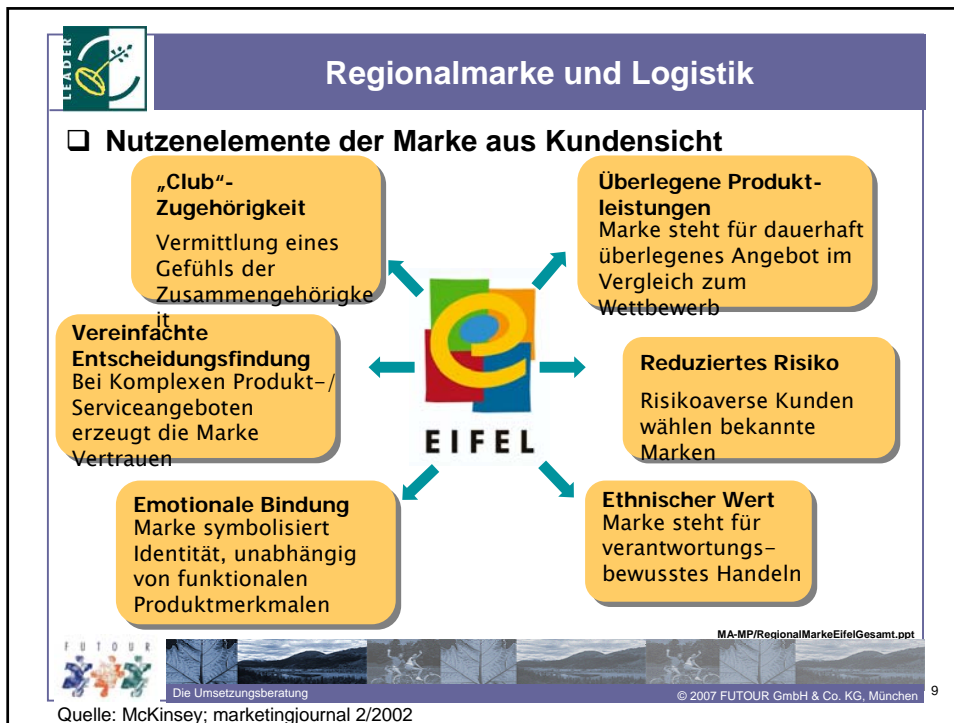 LEADER
Regionalmarke und Logistik
❑ Nutzenelemente der Marke aus Kundensicht
„Club“-
Zugehörigkeit
Vermittlung eines
Gefühls der
Zusammengehörigke
it
Überlegene Produkt-
leistungen
Marke steht für dauerhaft
überlegenes Angebot im
Vergleich zum
Wettbewerb
Vereinfachte
Entscheidungsfindung
Bei Komplexen Produkt-/
Serviceangeboten
erzeugt die Marke
Vertrauen
e
EIFEL
Reduziertes Risiko
Risikoaverse Kunden
wählen bekannte
Marken
Emotionale Bindung
Marke symbolisiert
Identität, unabhängig
von funktionalen
Produktmerkmalen
Ethnischer Wert
Marke steht für
verantwortungs-
bewusstes Handeln
MA-MP/RegionalMarkeEifelGesamt.ppt
FUTOUR
Die Umsetzungsberatung
© 2007 FUTOUR GmbH & Co. KG, München
9
Quelle: McKinsey; marketingjournal 2/2002